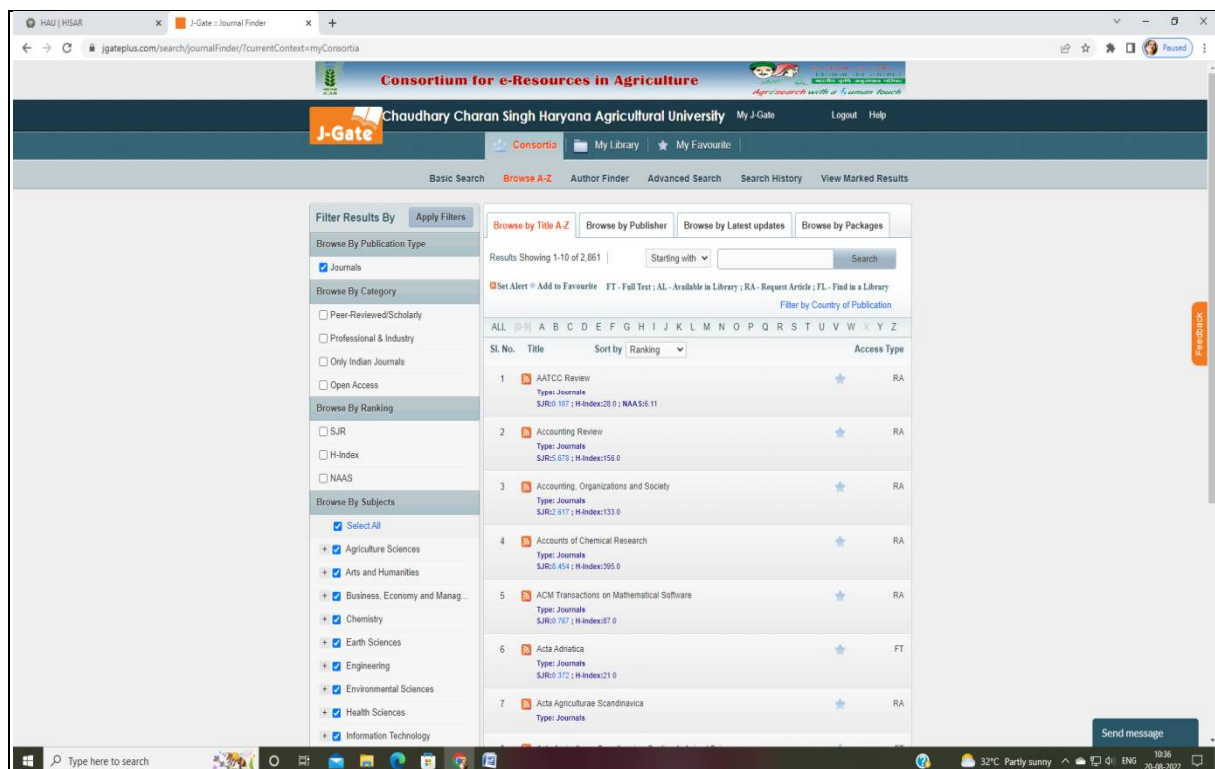 HAU | HISAR
J-Gate :: Journal Finder
jgateplus.com/search/journalFinder/?currentContext=myConsortia
Paused
Consortium for e-Resources in Agriculture
Agrisearch with a human touch
J-Gate
Chaudhary Charan Singh Haryana Agricultural University My J-Gate Logout Help
Consortia My Library My Favourite
Basic Search Browse A-Z Author Finder Advanced Search Search History View Marked Results
Filter Results By Apply Filters
Browse By Publication Type
Journals
Browse By Category
Peer-Reviewed/Scholarly
Professional & Industry
Only Indian Journals
Open Access
Browse By Ranking
SJR
H-Index
NAAS
Browse By Subjects
Select All
+ Agriculture Sciences
+ Arts and Humanities
+ Business, Economy and Manag...
+ Chemistry
+ Earth Sciences
+ Engineering
+ Environmental Sciences
+ Health Sciences
+ Information Technology
Browse by Title A-Z Browse by Publisher Browse by Latest updates Browse by Packages
Results Showing 1-10 of 2,861 | Starting with Search
Set Alert Add to Favourite FT - Full Text ; AL - Available in Library ; RA - Request Article ; FL - Find in a Library
Filter by Country of Publication
ALL [0-9] A B C D E F G H I J K L M N O P Q R S T U V W X Y Z
Sl. No. Title Sort by Ranking Access Type
1 AATCC Review RA
Type: Journals
SJR:0.107 ; H-Index:28.0 ; NAAS:6.11
2 Accounting Review RA
Type: Journals
SJR:5.678 ; H-Index:156.0
3 Accounting, Organizations and Society RA
Type: Journals
SJR:2.617 ; H-Index:133.0
4 Accounts of Chemical Research RA
Type: Journals
H-Index:395.0
5 ACM Transactions on Mathematical Software RA
Type: Journals
SJR:0.767 ; H-Index:87.0
6 Acta Adriatica FT
Type: Journals
SJR:0.372 ; H-Index:21.0
7 Acta Agriculturae Scandinavica RA
Type: Journals
Feedback
Send message
Type here to search
32°C Partly sunny ENG
10:36
20-08-2022